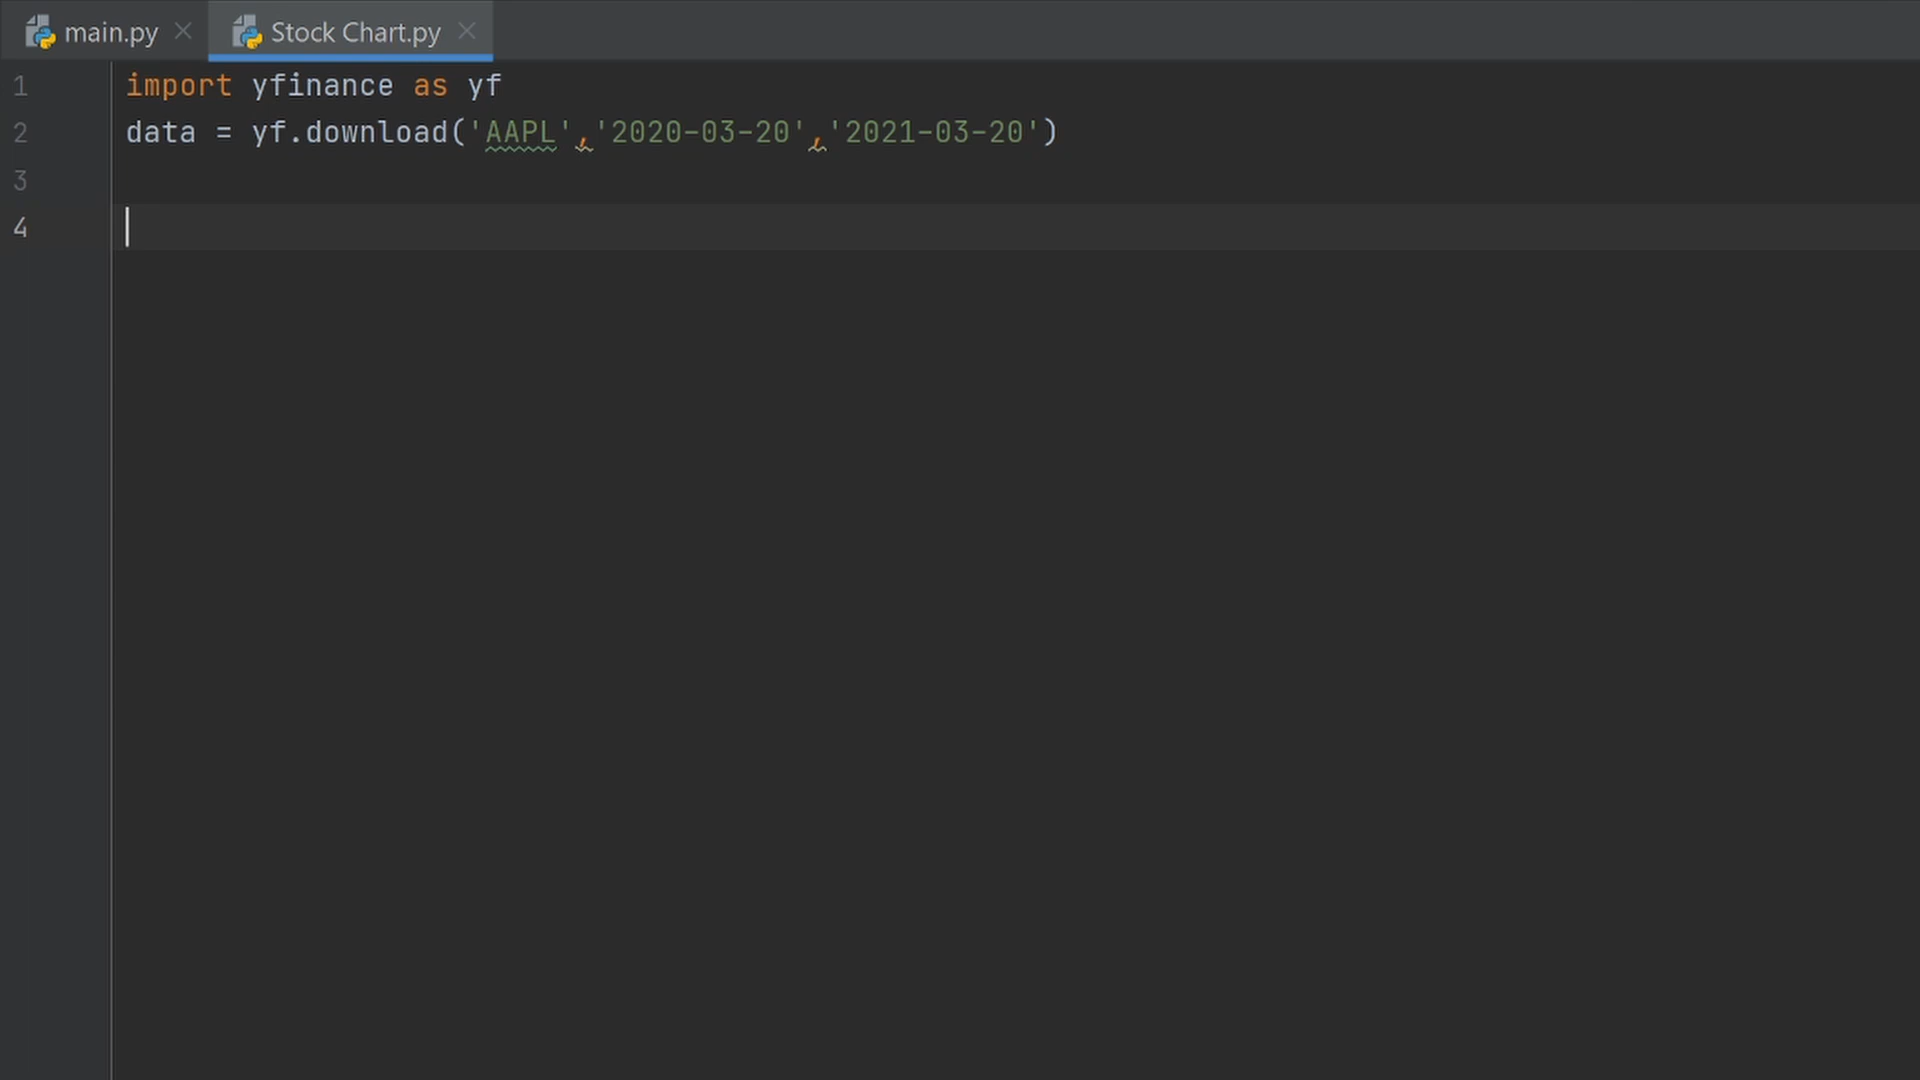 main.py Stock Chart.py
1 import yfinance as yf
2 data = yf.download('AAPL','2020-03-20','2021-03-20')
3
4